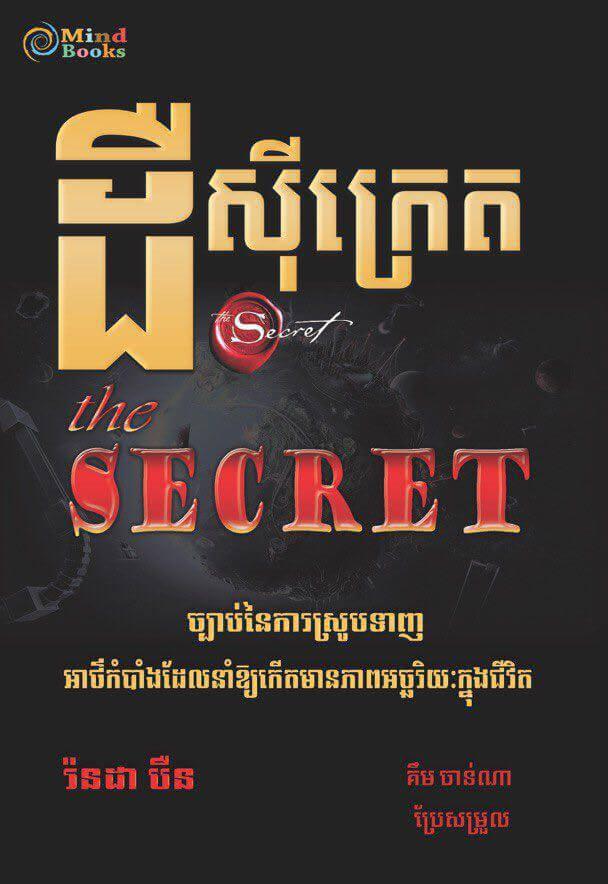 Mind
Books
ឌឹ ស៊ីក្រេត
the Secret
the
SECRET
ច្បាប់នៃការស្រូបទាញ
អាថ៌កំបាំងដែលនាំឱ្យកើតមានភាពអច្ឆរិយៈក្នុងជីវិត
រ៉នដា ប៊ឺន
គឹម ចាន់ណា
ប្រែសម្រួល